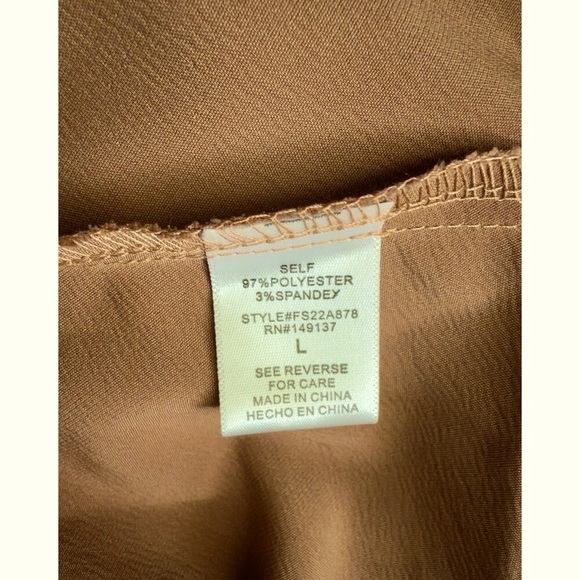 SELF
97%POLYESTER
3%SPANDEX
STYLE#FS22A878
RN#149137
L
SEE REVERSE
FOR CARE
MADE IN CHINA
HECHO EN CHINA